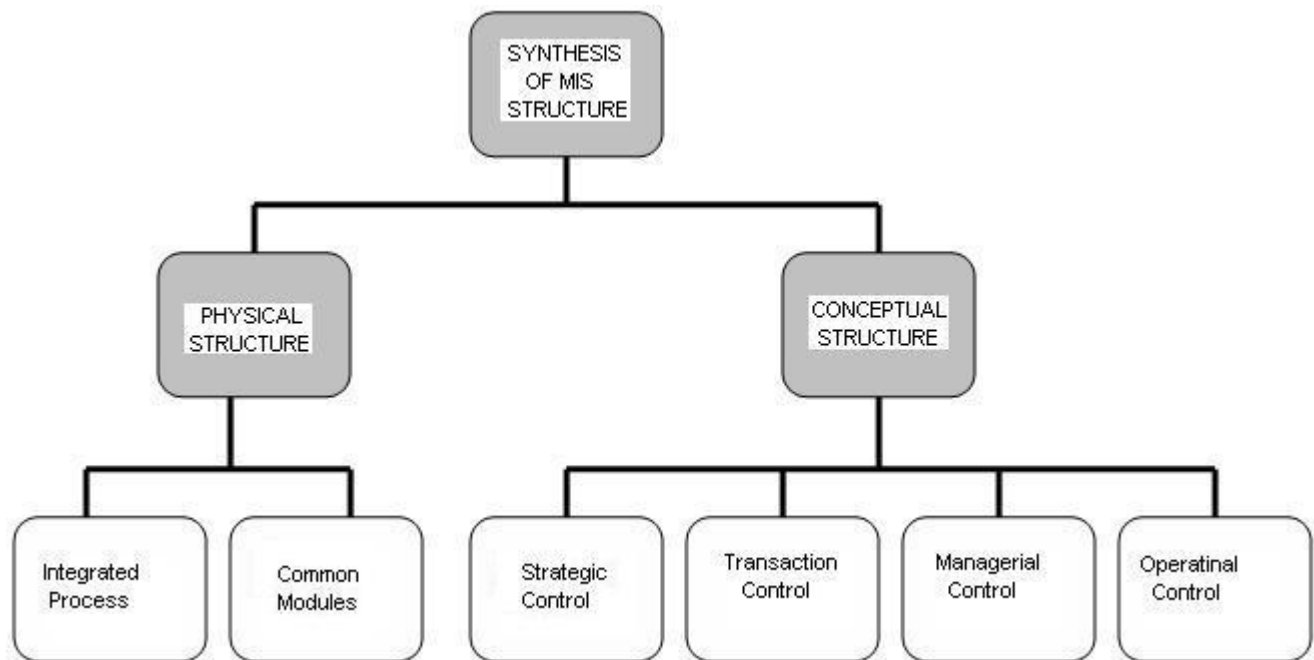 SYNTHESIS
OF MIS
STRUCTURE
PHYSICAL
STRUCTURE
CONCEPTUAL
STRUCTURE
Integrated
Process
Common
Modules
Strategic
Control
Transaction
Control
Managerial
Control
Operatinal
Control